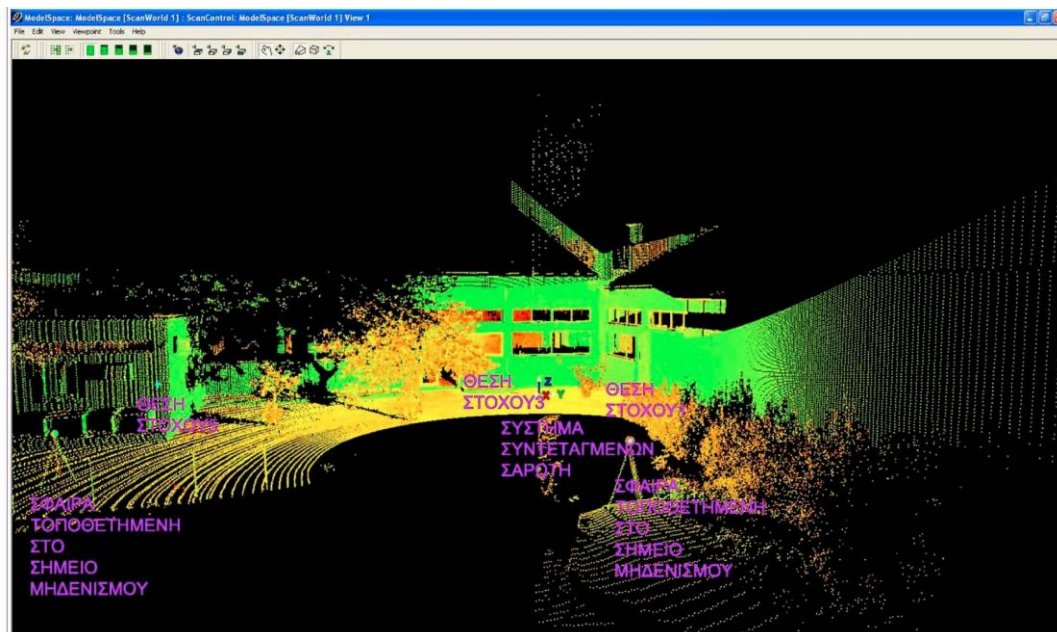 ModelSpace: ModelSpace [ScanWorld 1] : ScanControl: ModelSpace [ScanWorld 1] View 1
File Edit View Viewpoint Tools Help
ΘΕΣΗ
ΣΤΟΧΟΥ3
ΘΕΣΗ
ΣΤΟΧΟΥ
ΘΕΣΗ
ΣΤΟΧΟΥ
Z
X Y
ΣΥΣΤΗΜΑ
ΣΥΝΤΕΤΑΓΜΕΝΩΝ
ΣΑΡΩΤΗ
ΣΦΑΙΡΑ
ΤΟΠΟΘΕΤΗΜΕΝΗ
ΣΤΟ
ΣΗΜΕΙΟ
ΜΗΔΕΝΙΣΜΟΥ
ΣΦΑΙΡΑ
ΤΟΠΟΘΕΤΗΜΕΝΗ
ΣΤΟ
ΣΗΜΕΙΟ
ΜΗΔΕΝΙΣΜΟΥ